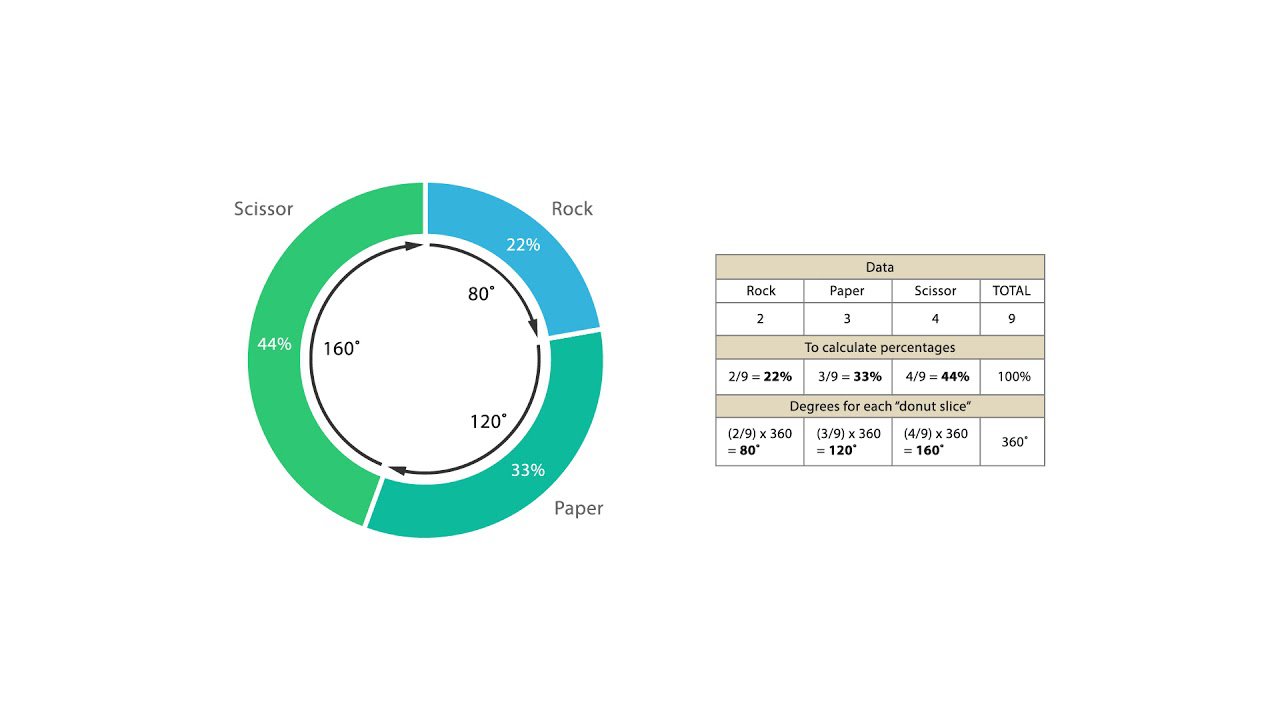 Scissor
Rock
22%
80˚
44%
160˚
120˚
33%
Paper
Data
Rock Paper Scissor TOTAL
2 3 4 9
To calculate percentages
2/9 = 22% 3/9 = 33% 4/9 = 44% 100%
Degrees for each “donut slice”
(2/9) x 360 (3/9) x 360 (4/9) x 360 360˚
= 80˚ = 120˚ = 160˚